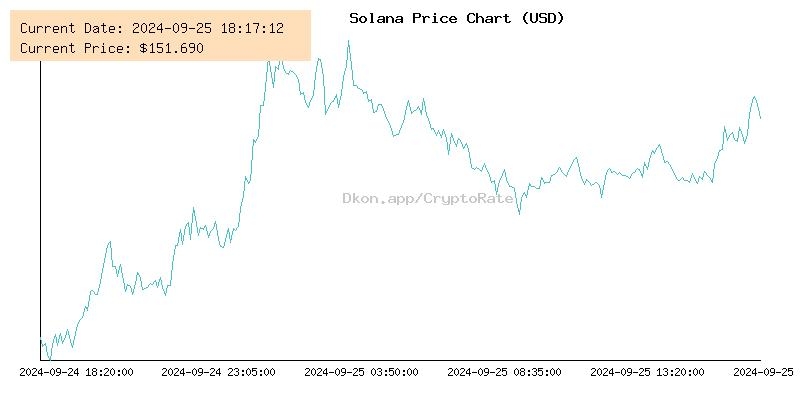 Solana Price Chart (USD)
Current Date: 2024-09-25 18:17:12
Current Price: $151.690
Dkon.app/CryptoRate
2024-09-24 18:20:00
2024-09-24 23:05:00
2024-09-25 03:50:00
2024-09-25 08:35:00
2024-09-25 13:20:00
2024-09-25